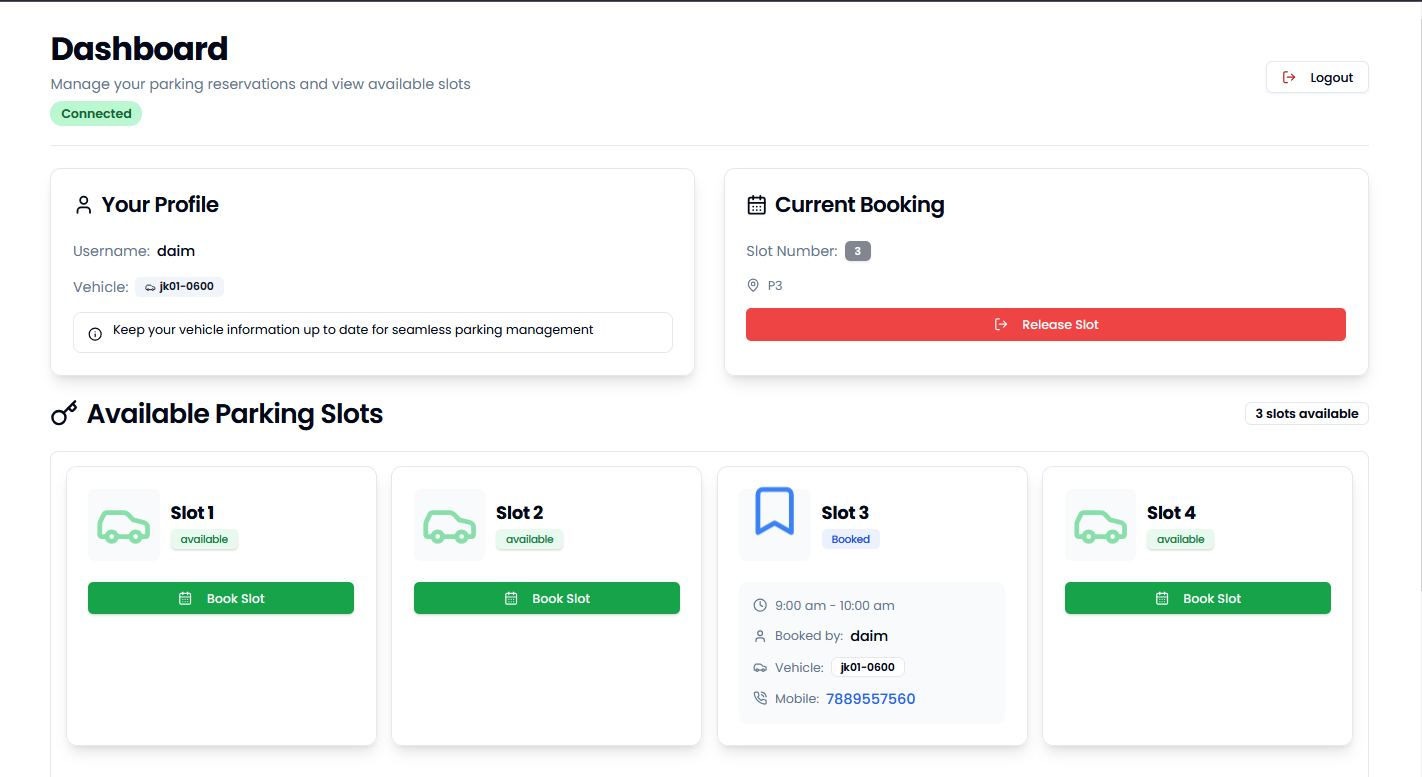 Dashboard
Manage your parking reservations and view available slots
Connected
Logout
Your Profile
Username: daim
Vehicle: jk01-0600
Keep your vehicle information up to date for seamless parking management
Current Booking
Slot Number: 3
P3
Release Slot
Available Parking Slots
3 slots available
Slot 1
available
Book Slot
Slot 2
available
Book Slot
Slot 3
Booked
9:00 am - 10:00 am
Booked by: daim
Vehicle: jk01-0600
Mobile: 7889557560
Slot 4
available
Book Slot